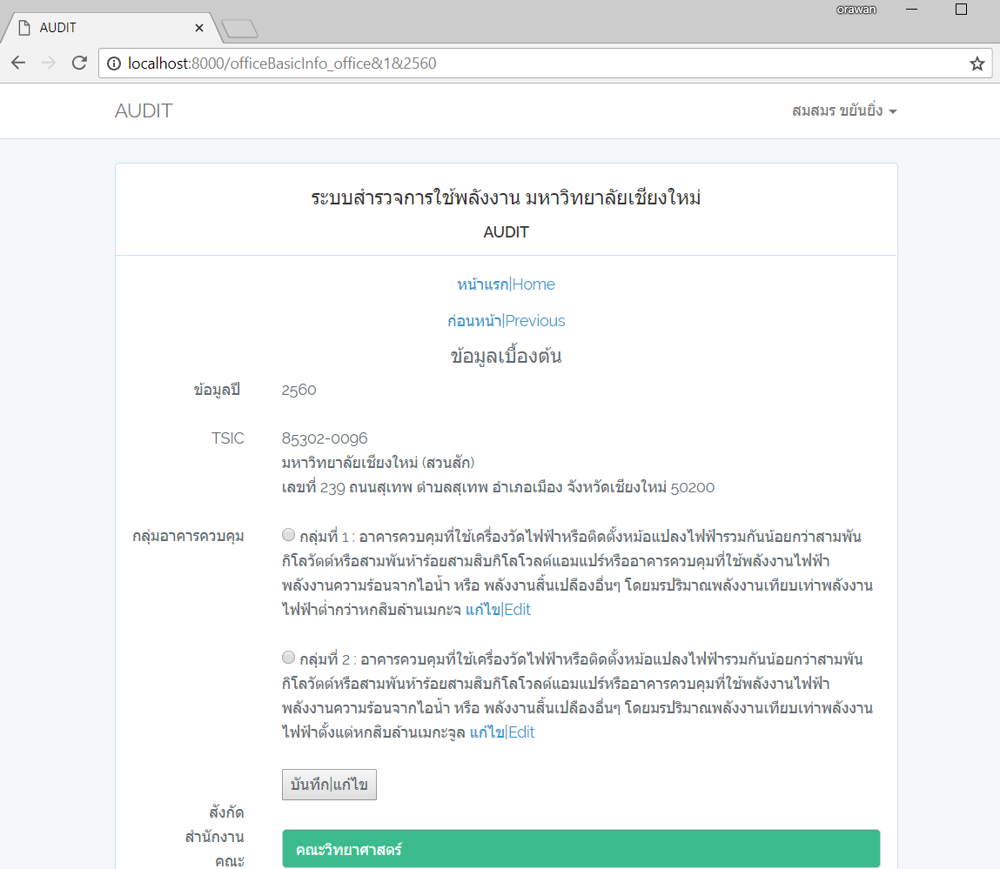 orawan
AUDIT
localhost:8000/officeBasicInfo_office&1&2560
AUDIT
สมสมร ขยันยิ่ง
ระบบสำรวจการใช้พลังงาน มหาวิทยาลัยเชียงใหม่
AUDIT
หน้าแรก|Home
ก่อนหน้า|Previous
ข้อมูลเบื้องต้น
ข้อมูลปี 2560
TSIC 85302-0096
มหาวิทยาลัยเชียงใหม่ (สวนสัก)
เลขที่ 239 ถนนสุเทพ ตำบลสุเทพ อำเภอเมือง จังหวัดเชียงใหม่ 50200
กลุ่มอาคารควบคุม กลุ่มที่ 1 : อาคารควบคุมที่ใช้เครื่องวัดไฟฟ้าหรือติดตั้งหม้อแปลงไฟฟ้ารวมกันน้อยกว่าสามพัน
กิโลวัตต์หรือสามพันห้าร้อยสามสิบกิโลโวลต์แอมแปร์หรืออาคารควบคุมที่ใช้พลังงานไฟฟ้า
พลังงานความร้อนจากไอน้ำ หรือ พลังงานสิ้นเปลืองอื่นๆ โดยมรปริมาณพลังงานเทียบเท่าพลังงาน
ไฟฟ้าต่ำกว่าหกสิบล้านเมกะจ แก้ไข|Edit
กลุ่มที่ 2 : อาคารควบคุมที่ใช้เครื่องวัดไฟฟ้าหรือติดตั้งหม้อแปลงไฟฟ้ารวมกันน้อยกว่าสามพัน
กิโลวัตต์หรือสามพันห้าร้อยสามสิบกิโลโวลต์แอมแปร์หรืออาคารควบคุมที่ใช้พลังงานไฟฟ้า
พลังงานความร้อนจากไอน้ำ หรือ พลังงานสิ้นเปลืองอื่นๆ โดยมรปริมาณพลังงานเทียบเท่าพลังงาน
ไฟฟ้าตั้งแต่หกสิบล้านเมกะจูล แก้ไข|Edit
บันทึก|แก้ไข
สังกัด
สำนักงาน
คณะ
คณะวิทยาศาสตร์